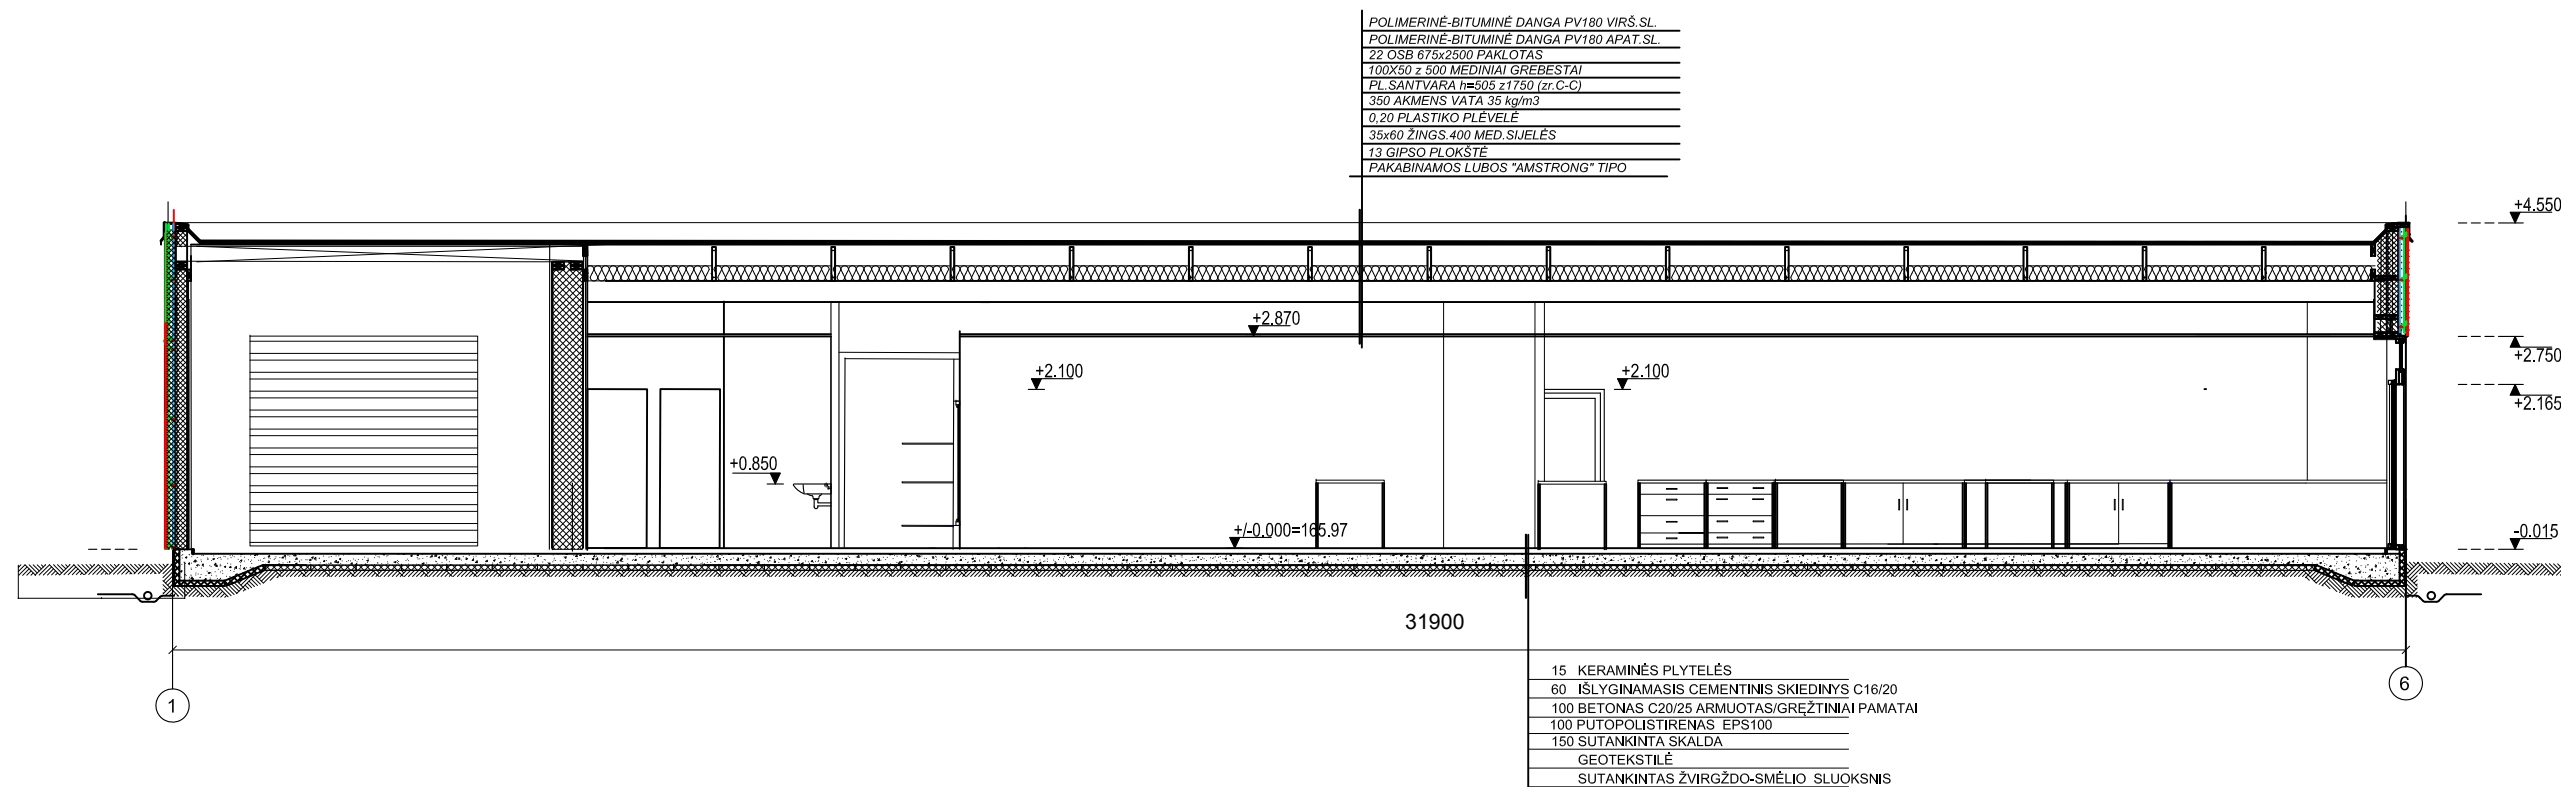 POLIMERINĖ-BITUMINĖ DANGA PV180 VIRŠ.SL.
POLIMERINĖ-BITUMINĖ DANGA PV180 APAT.SL.
22 OSB 675x2500 PAKLOTAS
100X50 z 500 MEDINIAI GREBESTAI
PL.SANTVARA h=505 z1750 (zr.C-C)
350 AKMENS VATA 35 kg/m3
0,20 PLASTIKO PLĖVELĖ
35x60 ŽINGS.400 MED.SIJELĖS
13 GIPSO PLOKŠTĖ
PAKABINAMOS LUBOS "AMSTRONG" TIPO
+4.550
+2.870
+2.750
+2.100
+2.100
+2.165
+0.850
+/-0.000=165.97
-0.015
31900
1
6
15 KERAMINĖS PLYTELĖS
60 IŠLYGINAMASIS CEMENTINIS SKIEDINYS C16/20
100 BETONAS C20/25 ARMUOTAS/GRĘŽTINIAI PAMATAI
100 PUTOPOLISTIRENAS EPS100
150 SUTANKINTA SKALDA
GEOTEKSTILĖ
SUTANKINTAS ŽVIRGŽDO-SMĖLIO SLUOKSNIS